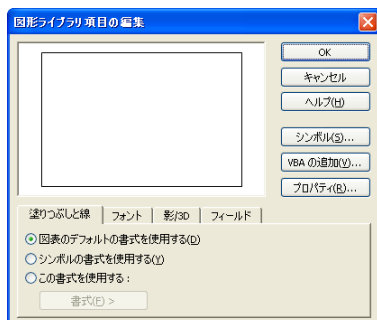 図形ライブラリ項目の編集
OK
キャンセル
ヘルプ(H)
シンボル(S)...
VBA の追加(V)...
プロパティ(R)...
塗りつぶしと線 フォント 影/3D フィールド
図表のデフォルトの書式を使用する(D)
シンボルの書式を使用する(Y)
この書式を使用する:
書式(F) >